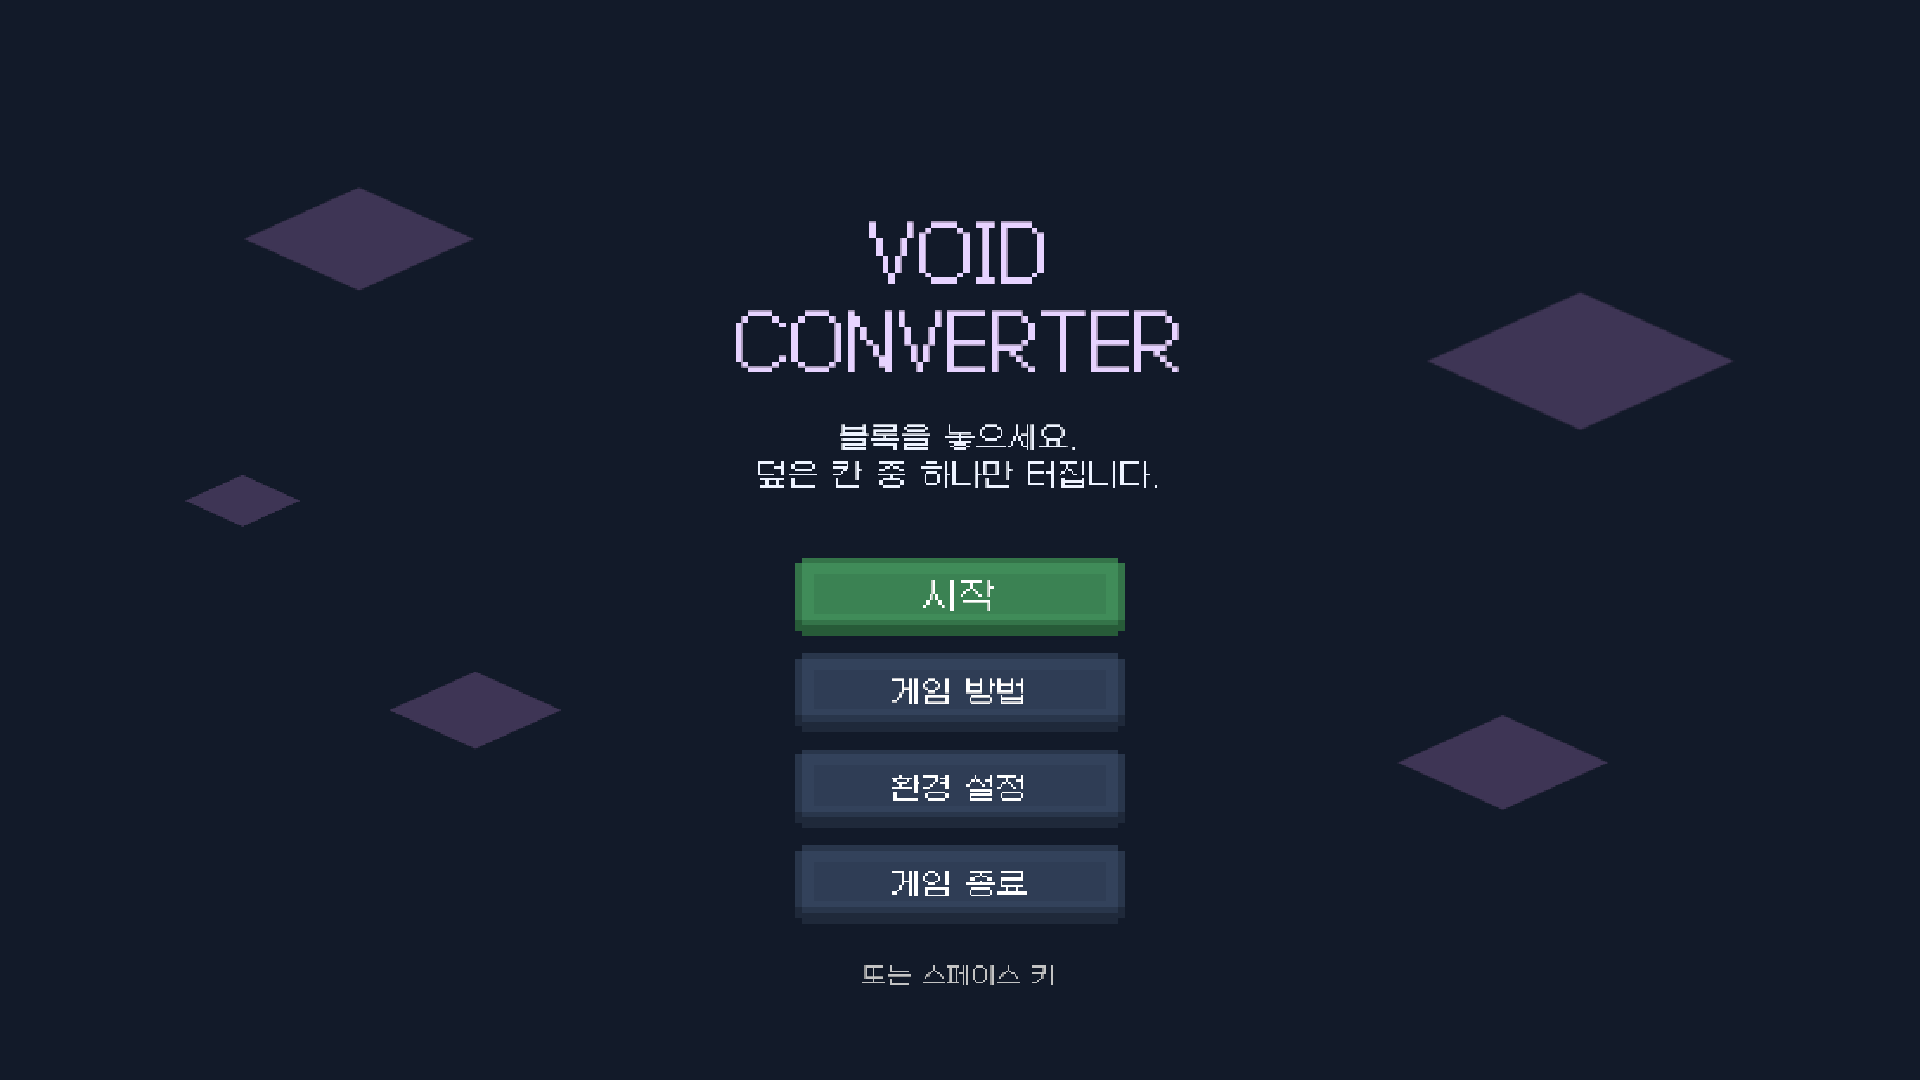 VOID
CONVERTER
블록을 놓으세요.
덮은 칸 중 하나만 터집니다.
시작
게임 방법
환경 설정
게임 종료
또는 스페이스 키